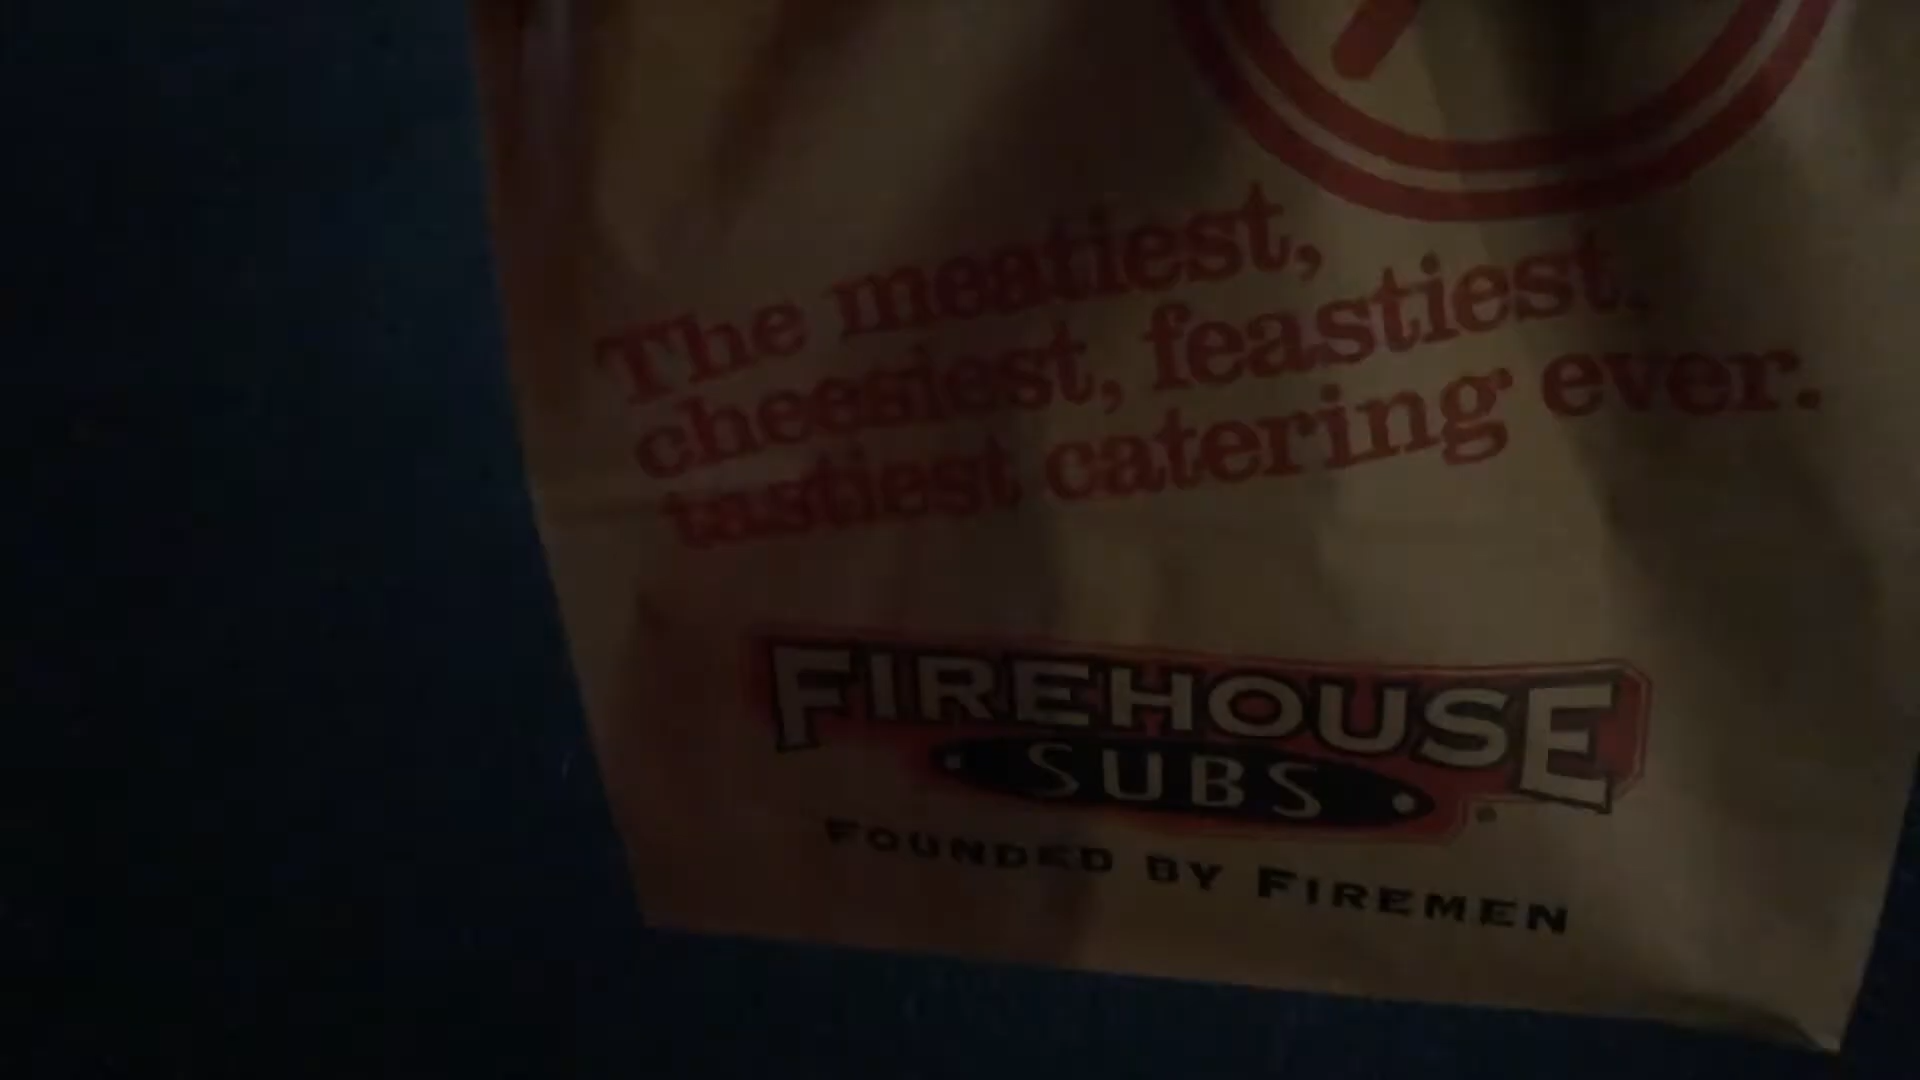 The meatiest,
cheesiest, feastiest,
tastiest catering ever.
FIREHOUSE
SUBS
FOUNDED BY FIREMEN